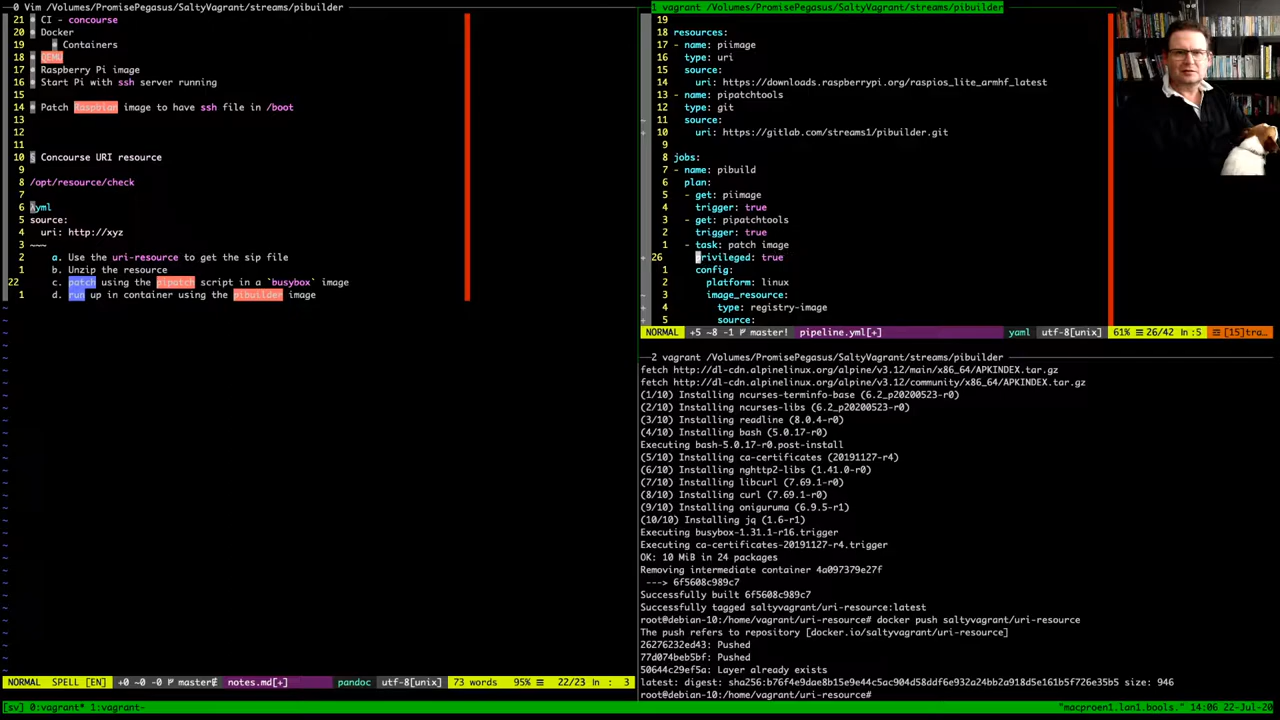 0 Vim /Volumes/PromisePegasus/SaltyVagrant/streams/pibuilder
21 CI - concourse
20 Docker
19 Containers
18 QEMU
17 Raspberry Pi image
16 Start Pi with ssh server running
15
14 Patch Raspbian image to have ssh file in /boot
13
12
11
10 § Concourse URI resource
9
8 /opt/resource/check
7
6 yml
5 source:
4 uri: http://xyz
3 ~~~
2 a. Use the uri-resource to get the sip file
1 b. Unzip the resource
22 c. patch using the pipatch script in a `busybox` image
1 d. run up in container using the pibuilder image
NORMAL SPELL [EN] +0 ~0 -0 master notes.md[+] pandoc utf-8[unix] 73 words 95% 22/23 ln : 3
1 vagrant /Volumes/PromisePegasus/SaltyVagrant/streams/pibuilder
19
18 resources:
17 - name: piimage
16 type: uri
15 source:
14 uri: https://downloads.raspberrypi.org/raspios_lite_armhf_latest
13 - name: pipatchtools
12 type: git
11 source:
10 uri: https://gitlab.com/streams1/pibuilder.git
9
8 jobs:
7 - name: pibuild
6 plan:
5 - get: piimage
4 trigger: true
3 - get: pipatchtools
2 trigger: true
1 - task: patch image
26 privileged: true
1 config:
2 platform: linux
3 image_resource:
4 type: registry-image
5 source:
NORMAL +5 ~8 -1 master! pipeline.yml[+] yaml utf-8[unix] 61% 26/42 ln :5 [15]tra…
2 vagrant /Volumes/PromisePegasus/SaltyVagrant/streams/pibuilder
fetch http://dl-cdn.alpinelinux.org/alpine/v3.12/main/x86_64/APKINDEX.tar.gz
fetch http://dl-cdn.alpinelinux.org/alpine/v3.12/community/x86_64/APKINDEX.tar.gz
(1/10) Installing ncurses-terminfo-base (6.2_p20200523-r0)
(2/10) Installing ncurses-libs (6.2_p20200523-r0)
(3/10) Installing readline (8.0.4-r0)
(4/10) Installing bash (5.0.17-r0)
Executing bash-5.0.17-r0.post-install
(5/10) Installing ca-certificates (20191127-r4)
(6/10) Installing nghttp2-libs (1.41.0-r0)
(7/10) Installing libcurl (7.69.1-r0)
(8/10) Installing curl (7.69.1-r0)
(9/10) Installing oniguruma (6.9.5-r1)
(10/10) Installing jq (1.6-r1)
Executing busybox-1.31.1-r16.trigger
Executing ca-certificates-20191127-r4.trigger
OK: 10 MiB in 24 packages
Removing intermediate container 4a097379e27f
---> 6f5608c989c7
Successfully built 6f5608c989c7
Successfully tagged saltyvagrant/uri-resource:latest
root@debian-10:/home/vagrant/uri-resource# docker push saltyvagrant/uri-resource
The push refers to repository [docker.io/saltyvagrant/uri-resource]
26276232ed43: Pushed
77d074beb5bf: Pushed
50644c29ef5a: Layer already exists
latest: digest: sha256:b76f4e9dae8b15e9e44c5ac904d58ddf6e932a24bb2a918d5e161b5f726e35b5 size: 946
root@debian-10:/home/vagrant/uri-resource#
[sv] 0:vagrant* 1:vagrant- "macproen1.lan1.bools." 14:06 22-Jul-20